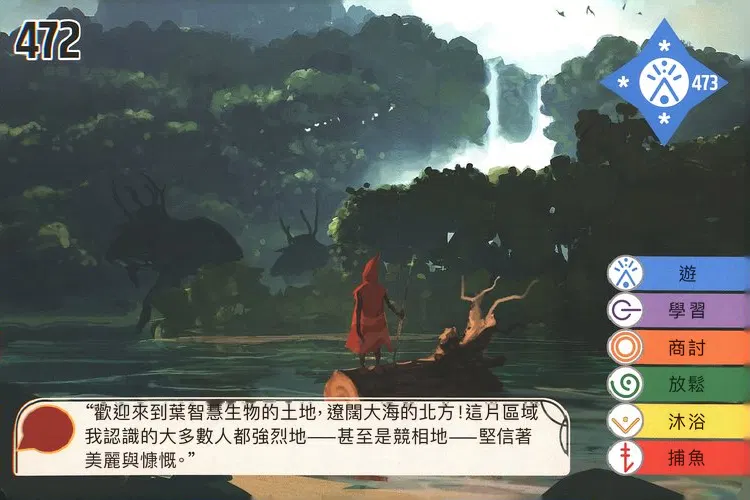 472
473
遊
學習
商討
放鬆
沐浴
捕魚
“歡迎來到葉智慧生物的土地，遼闊大海的北方！這片區域
我認識的大多數人都強烈地——甚至是競相地——堅信著
美麗與慷慨。”